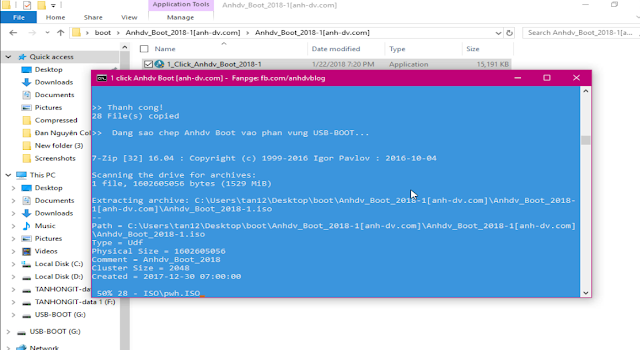 Application Tools
Anhdv_Boot_2018-1[anh-dv.com]
File
Home
Share
View
Manage
boot
Anhdv_Boot_2018-1[anh-dv.com]
Anhdv_Boot_2018-1[anh-dv.com]
Search Anhdv_Boot_2018-1[a...
Name
Date modified
Type
Size
1_Click_Anhdv_Boot_2018-1
1/22/2018 7:20 PM
Application
15,191 KB
Quick access
Desktop
Downloads
Documents
Pictures
Compressed
Đan Nguyên Col
New folder (3)
Screenshots
This PC
Desktop
Documents
Downloads
Music
Pictures
Videos
Local Disk (C:)
Local Disk (D:)
TANHONGIT-dat
TANHONGIT-data 1 (F:)
USB-BOOT (G:)
USB-BOOT (G:)
Network
1 click Anhdv Boot [anh-dv.com] - Fanpge: fb.com/anhdvblog
>> Thanh cong!
28 File(s) copied
>> Dang sao chep Anhdv Boot vao phan vung USB-BOOT...
7-Zip [32] 16.04 : Copyright (c) 1999-2016 Igor Pavlov : 2016-10-04
Scanning the drive for archives:
1 file, 1602605056 bytes (1529 MiB)
Extracting archive: C:\Users\tan12\Desktop\boot\Anhdv_Boot_2018-1[anh-dv.com]\Anhdv_Boot_2018-1
[anh-dv.com]\Anhdv_Boot_2018-1.iso
--
Path = C:\Users\tan12\Desktop\boot\Anhdv_Boot_2018-1[anh-dv.com]\Anhdv_Boot_2018-1[anh-dv.com]
\Anhdv_Boot_2018-1.iso
Type = Udf
Physical Size = 1602605056
Comment = Anhdv_2018
Cluster Size = 2048
Created = 2017-12-30 07:00:00
50% 28 - ISO\pwh.ISO